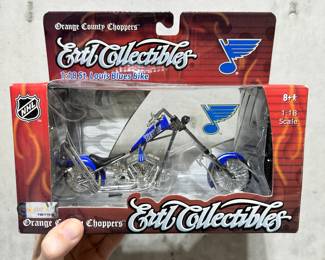 Orange County Choppers
Ertl Collectibles
1:18 St. Louis Blues Bike
NHL
8+
1:18
Scale
Orange County Choppers
Ertl Collectibles